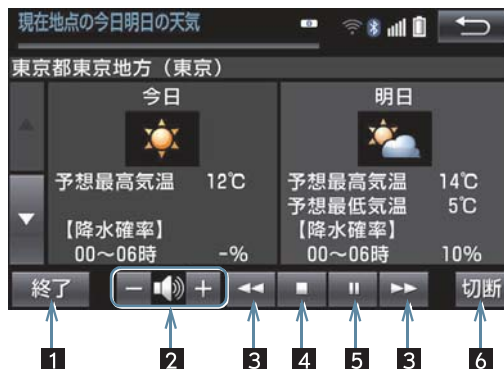 現在地点の今日明日の天気
東京都東京地方（東京）
今日
明日
予想最高気温 12℃
【降水確率】
00～06時 -%
予想最高気温 14℃
予想最低気温 5℃
【降水確率】
00～06時 10%
終了
− +
切断
1 2 3 4 5 3 6